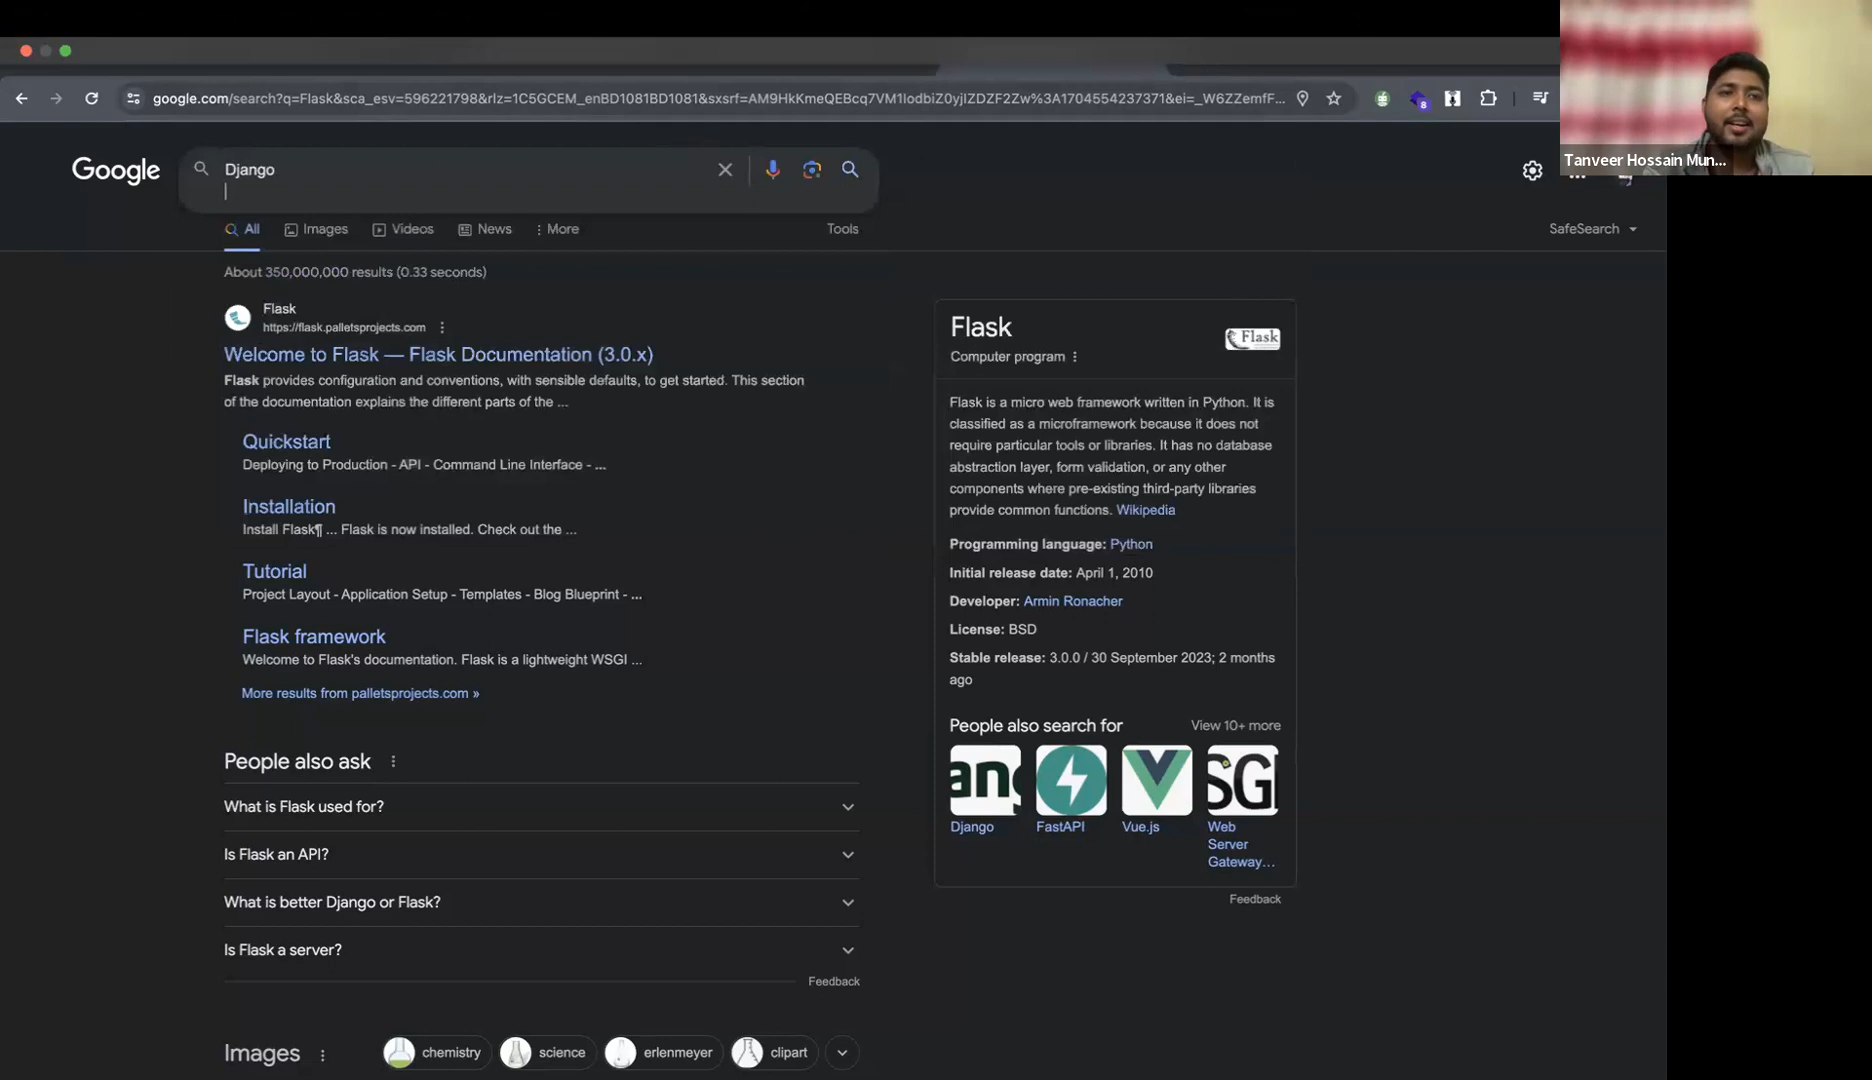 google.com/search?q=Flask&sca_esv=596221798&rlz=1C5GCEM_enBD1081BD1081&sxsrf=AM9HkKmeQEBcq7VM1lodbiZ0yjIZDZF2Zw%3A1704554237371&ei=_W6ZZemfF...
8
Tanveer Hossain Mun...
Google
Django
All
Images
Videos
News
More
Tools
SafeSearch
About 350,000,000 results (0.33 seconds)
Flask
https://flask.palletsprojects.com
Welcome to Flask — Flask Documentation (3.0.x)
Flask provides configuration and conventions, with sensible defaults, to get started. This section
of the documentation explains the different parts of the ...
Quickstart
Deploying to Production - API - Command Line Interface - ...
Installation
Install Flask¶ ... Flask is now installed. Check out the ...
Tutorial
Project Layout - Application Setup - Templates - Blog Blueprint - ...
Flask framework
Welcome to Flask's documentation. Flask is a lightweight WSGI ...
More results from palletsprojects.com »
People also ask
What is Flask used for?
Is Flask an API?
What is better Django or Flask?
Is Flask a server?
Feedback
Images
chemistry
science
erlenmeyer
clipart
Flask
Flask
Computer program
Flask is a micro web framework written in Python. It is
classified as a microframework because it does not
require particular tools or libraries. It has no database
abstraction layer, form validation, or any other
components where pre-existing third-party libraries
provide common functions. Wikipedia
Programming language: Python
Initial release date: April 1, 2010
Developer: Armin Ronacher
License: BSD
Stable release: 3.0.0 / 30 September 2023; 2 months
ago
People also search for
View 10+ more
ang
SGI
Django
FastAPI
Vue.js
Web
Server
Gateway...
Feedback